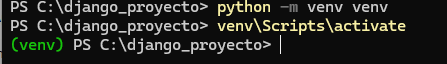 PS C:\django_proyecto> python -m venv venv
PS C:\django_proyecto> venv\Scripts\activate
(venv) PS C:\django_proyecto>